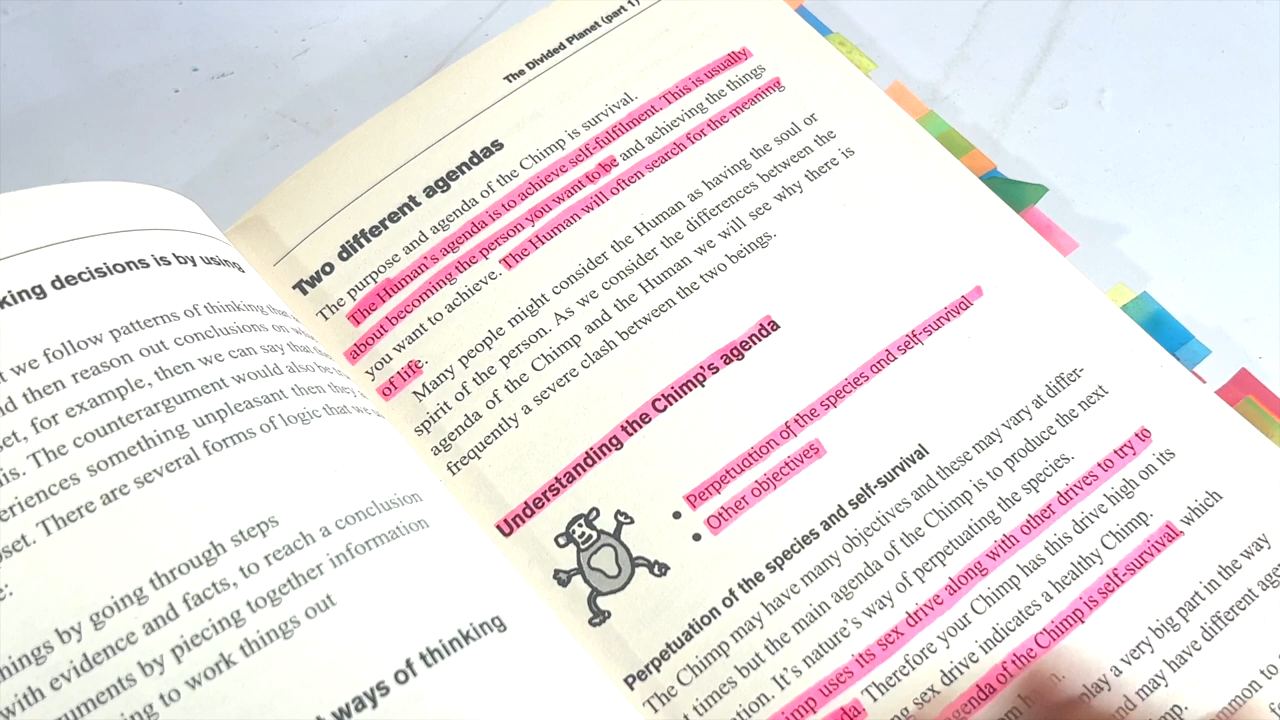 king decisions is by using
we follow patterns of thinking
then reason out conclusions on
set, for example, then we can say that
is. The counterargument would also be
eriences something unpleasant then
set. There are several forms of logic that we
e:
hings by going through steps
with evidence and facts, to reach a conclusion
uments by piecing together information
ing to work things out
ways of thinking
The Divided Planet (part 1)
Two different agendas
The purpose and agenda of the Chimp is survival.
The Human's agenda is to achieve self-fulfilment. This is usually
about becoming the person you want to be and achieving the things
you want to achieve. The Human will often search for the meaning
of life.
Many people might consider the Human as having the soul or
spirit of the person. As we consider the differences between the
agenda of the Chimp and the Human we will see why there is
frequently a severe clash between the two beings.
Understanding the Chimp's agenda
• Perpetuation of the species and self-survival
• Other objectives
Perpetuation of the species and self-survival
The Chimp may have many objectives and these may vary at differ-
t times but the main agenda of the Chimp is to produce the next
ation. It's nature's way of perpetuating the species.
imp uses its sex drive along with other drives to try to
da. Therefore your Chimp has this drive high on its
ng sex drive indicates a healthy Chimp.
agenda of the Chimp is self-survival, which
play a very big part in the way
and may have different
common to